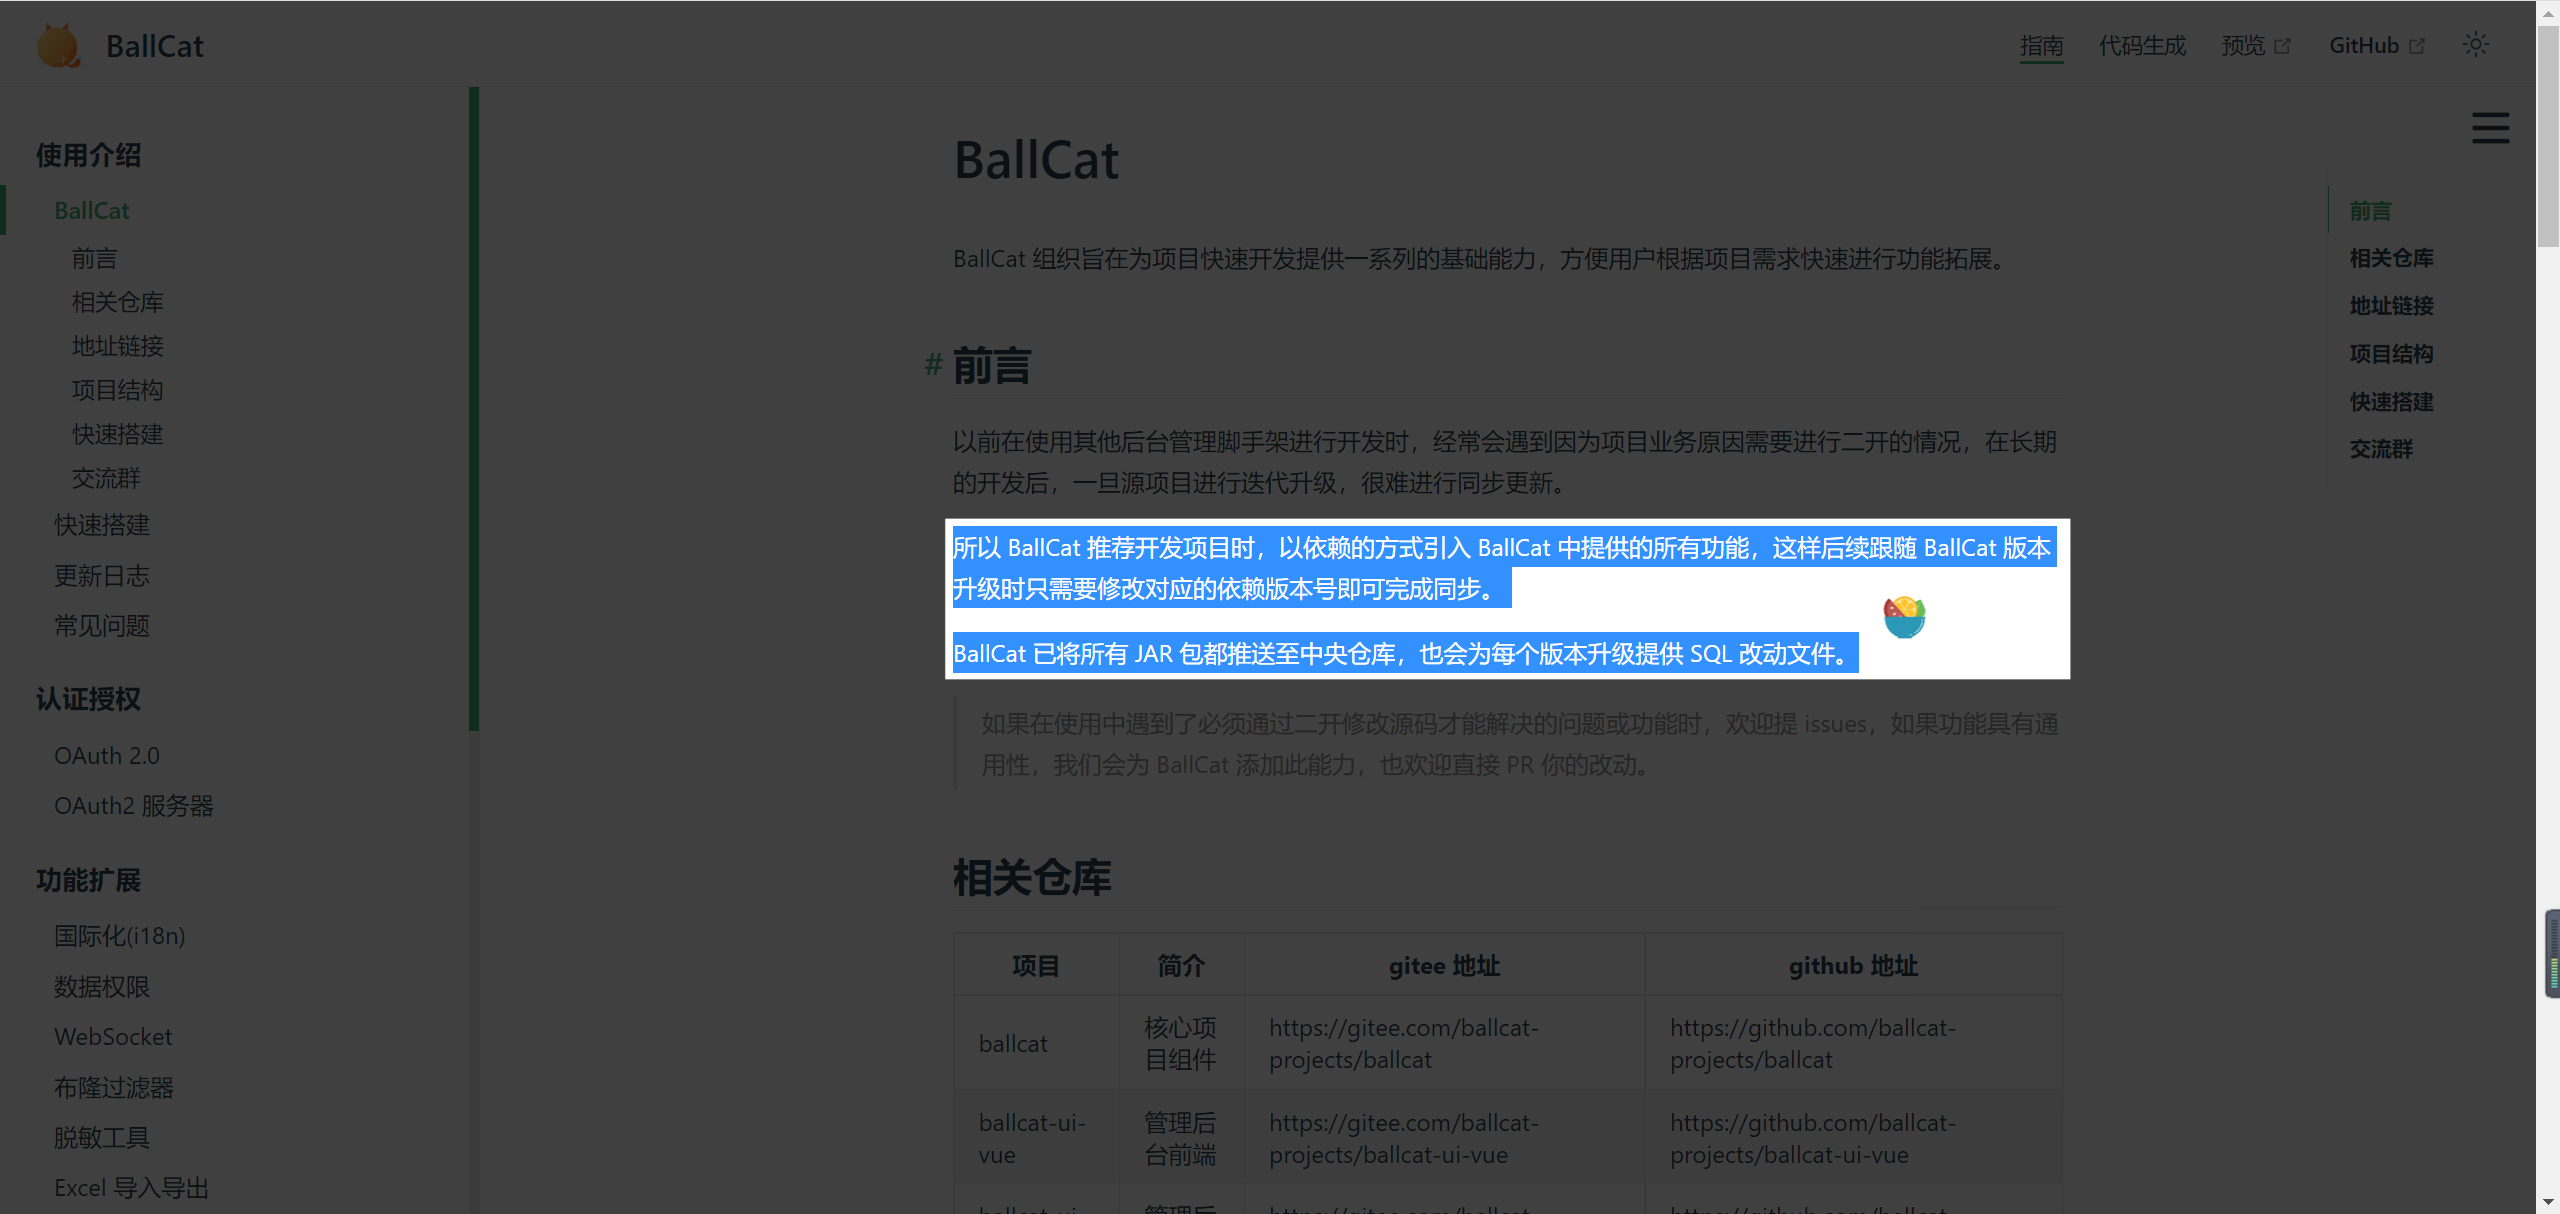 BallCat
指南
代码生成
预览
GitHub
使用介绍
BallCat
前言
相关仓库
地址链接
项目结构
快速搭建
交流群
快速搭建
更新日志
常见问题
认证授权
OAuth 2.0
OAuth2 服务器
功能扩展
国际化(i18n)
数据权限
WebSocket
布隆过滤器
脱敏工具
Excel 导入导出
BallCat
BallCat 组织旨在为项目快速开发提供一系列的基础能力，方便用户根据项目需求快速进行功能拓展。
# 前言
以前在使用其他后台管理脚手架进行开发时，经常会遇到因为项目业务原因需要进行二开的情况，在长期
的开发后，一旦源项目进行迭代升级，很难进行同步更新。
所以 BallCat 推荐开发项目时，以依赖的方式引入 BallCat 中提供的所有功能，这样后续跟随 BallCat 版本
升级时只需要修改对应的依赖版本号即可完成同步。
BallCat 已将所有 JAR 包都推送至中央仓库，也会为每个版本升级提供 SQL 改动文件。
如果在使用中遇到了必须通过二开修改源码才能解决的问题或功能时，欢迎提 issues，如果功能具有通
用性，我们会为 BallCat 添加此能力，也欢迎直接 PR 你的改动。
相关仓库
项目 简介 gitee 地址 github 地址
ballcat
核心项
目组件
https://gitee.com/ballcat-
projects/ballcat
https://github.com/ballcat-
projects/ballcat
ballcat-ui-
vue
管理后
台前端
https://gitee.com/ballcat-
projects/ballcat-ui-vue
https://github.com/ballcat-
projects/ballcat-ui-vue
前言
相关仓库
地址链接
项目结构
快速搭建
交流群